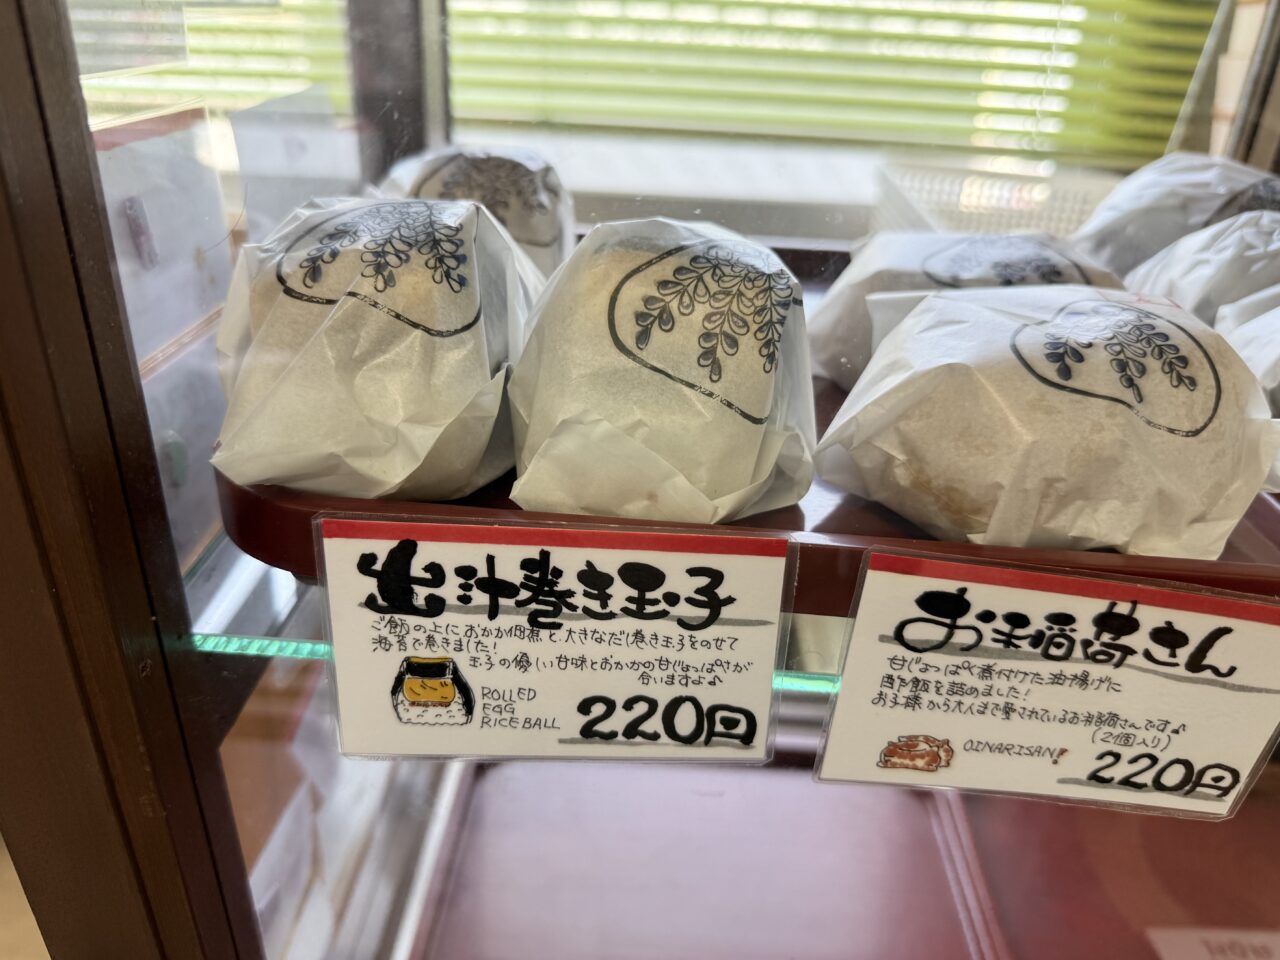 出汁巻き玉子
ご飯の上におかか佃煮と、大きなだし巻き玉子をのせて
海苔で巻きました!
玉子の優しい甘味とおかかの甘じょっぱさが
合いますよ♪
ROLLED
EGG
RICE BALL
220円
お稲荷さん
甘じょっぱく煮付けた油揚げに
酢飯を詰めました!
お子様から大人まで愛されているお稲荷さんです♪
(2個入り)
OINARISAN!
220円